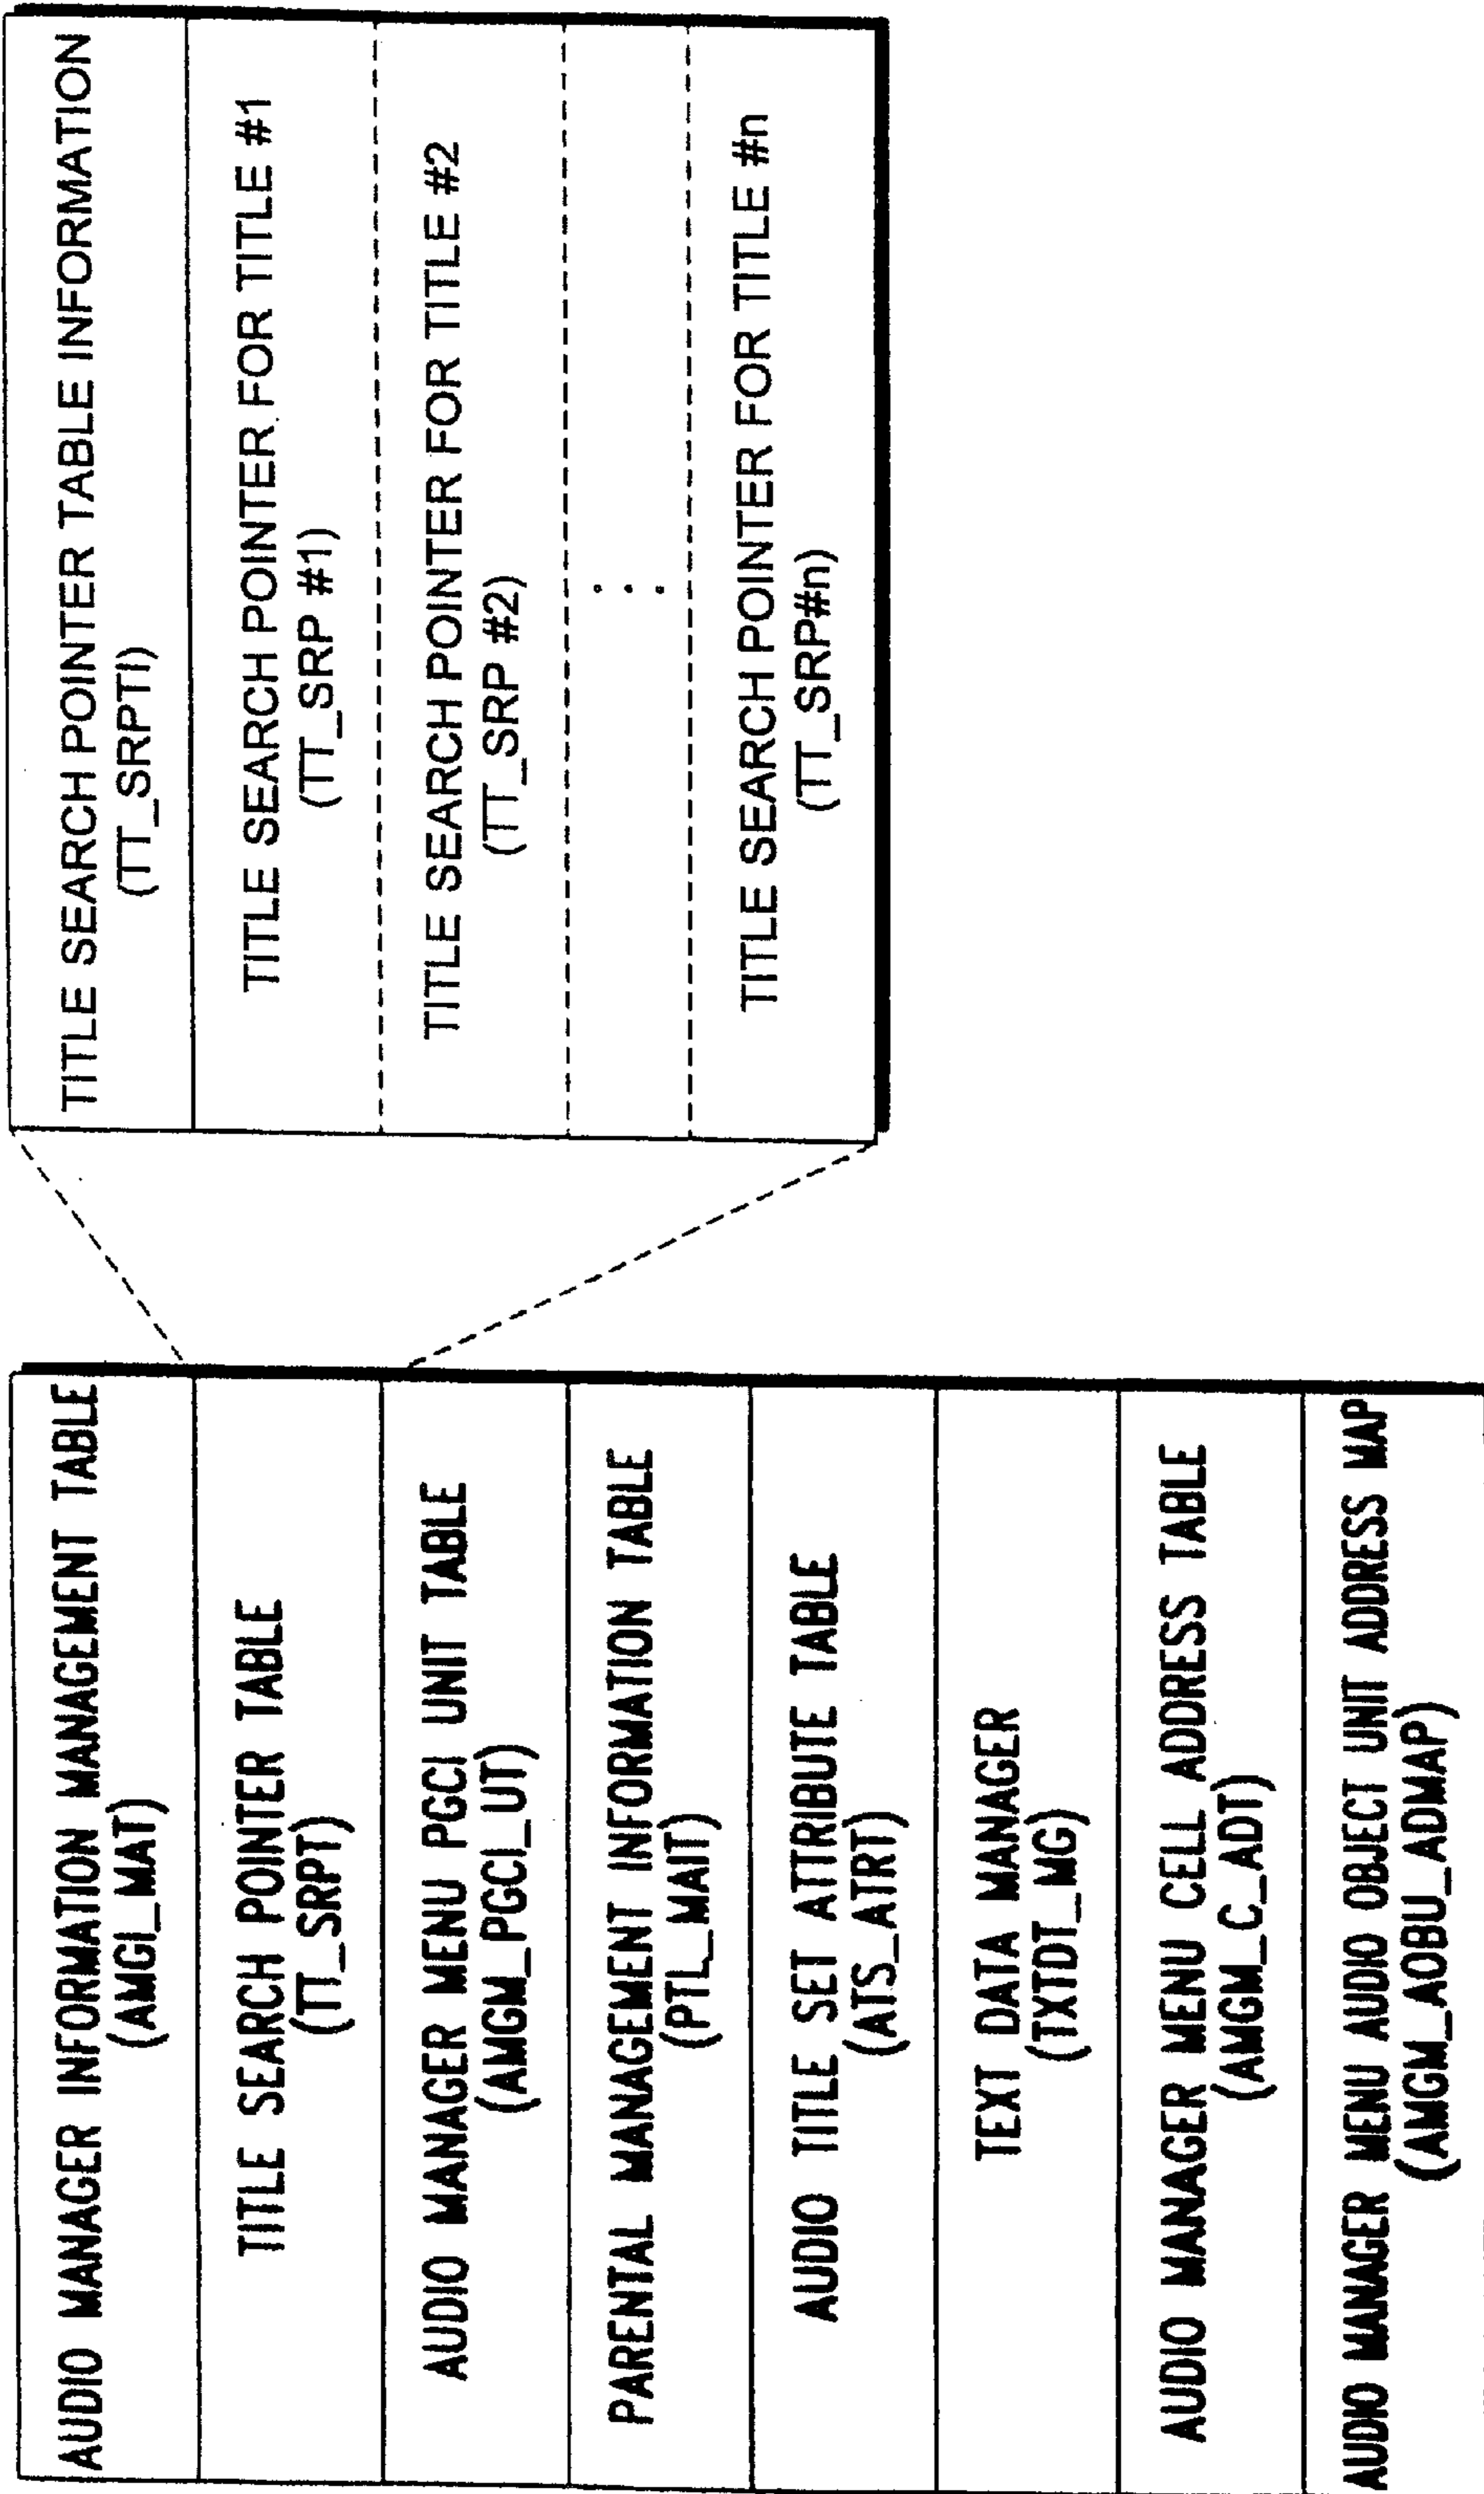 AUDIO MANAGER INFORMATION MANAGEMENT TABLE
(AMGI_MAT)
TITLE SEARCH POINTER TABLE
(TT_SRPT)
AUDIO MANAGER MENU PGCI UNIT TABLE
(AMGM_PGCI_UT)
PARENTAL MANAGEMENT INFORMATION TABLE
(PTL_MAIT)
AUDIO TITLE SET ATTRIBUTE TABLE
(ATS_ATRT)
TEXT DATA MANAGER
(TXTDT_MG)
AUDIO MANAGER MENU CELL ADDRESS TABLE
(AMGM_C_ADT)
AUDIO MANAGER MENU AUDIO OBJECT UNIT ADDRESS MAP
(AMGM_AOBU_ADMAP)
TITLE SEARCH POINTER TABLE INFORMATION
(TT_SRPTI)
TITLE SEARCH POINTER FOR TITLE #1
(TT_SRP #1)
TITLE SEARCH POINTER FOR TITLE #2
(TT_SRP #2)
⋮
TITLE SEARCH POINTER FOR TITLE #n
(TT_SRP#n)